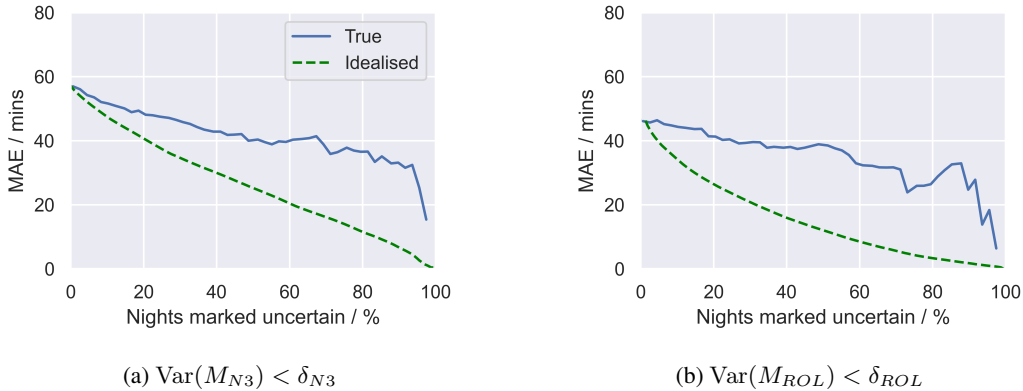 80
60
40
20
0
MAE / mins
0 20 40 60 80 100
Nights marked uncertain / %
True
Idealised
(a) Var(M_{N3}) < δ_{N3}
80
60
40
20
0
MAE / mins
0 20 40 60 80 100
Nights marked uncertain / %
(b) Var(M_{ROL}) < δ_{ROL}